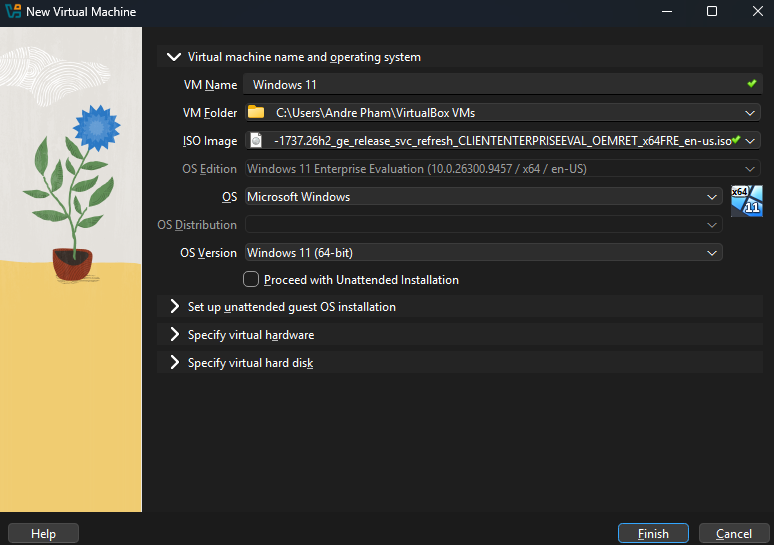 New Virtual Machine
Virtual machine name and operating system
VM Name Windows 11
VM Folder C:\Users\Andre Pham\VirtualBox VMs
ISO Image -1737.26h2_ge_release_svc_refresh_CLIENTENTERPRISEEVAL_OEMRET_x64FRE_en-us.iso
OS Edition Windows 11 Enterprise Evaluation (10.0.26300.9457 / x64 / en-US)
OS Microsoft Windows x64 11
OS Distribution
OS Version Windows 11 (64-bit)
Proceed with Unattended Installation
Set up unattended guest OS installation
Specify virtual hardware
Specify virtual hard disk
Help Finish Cancel